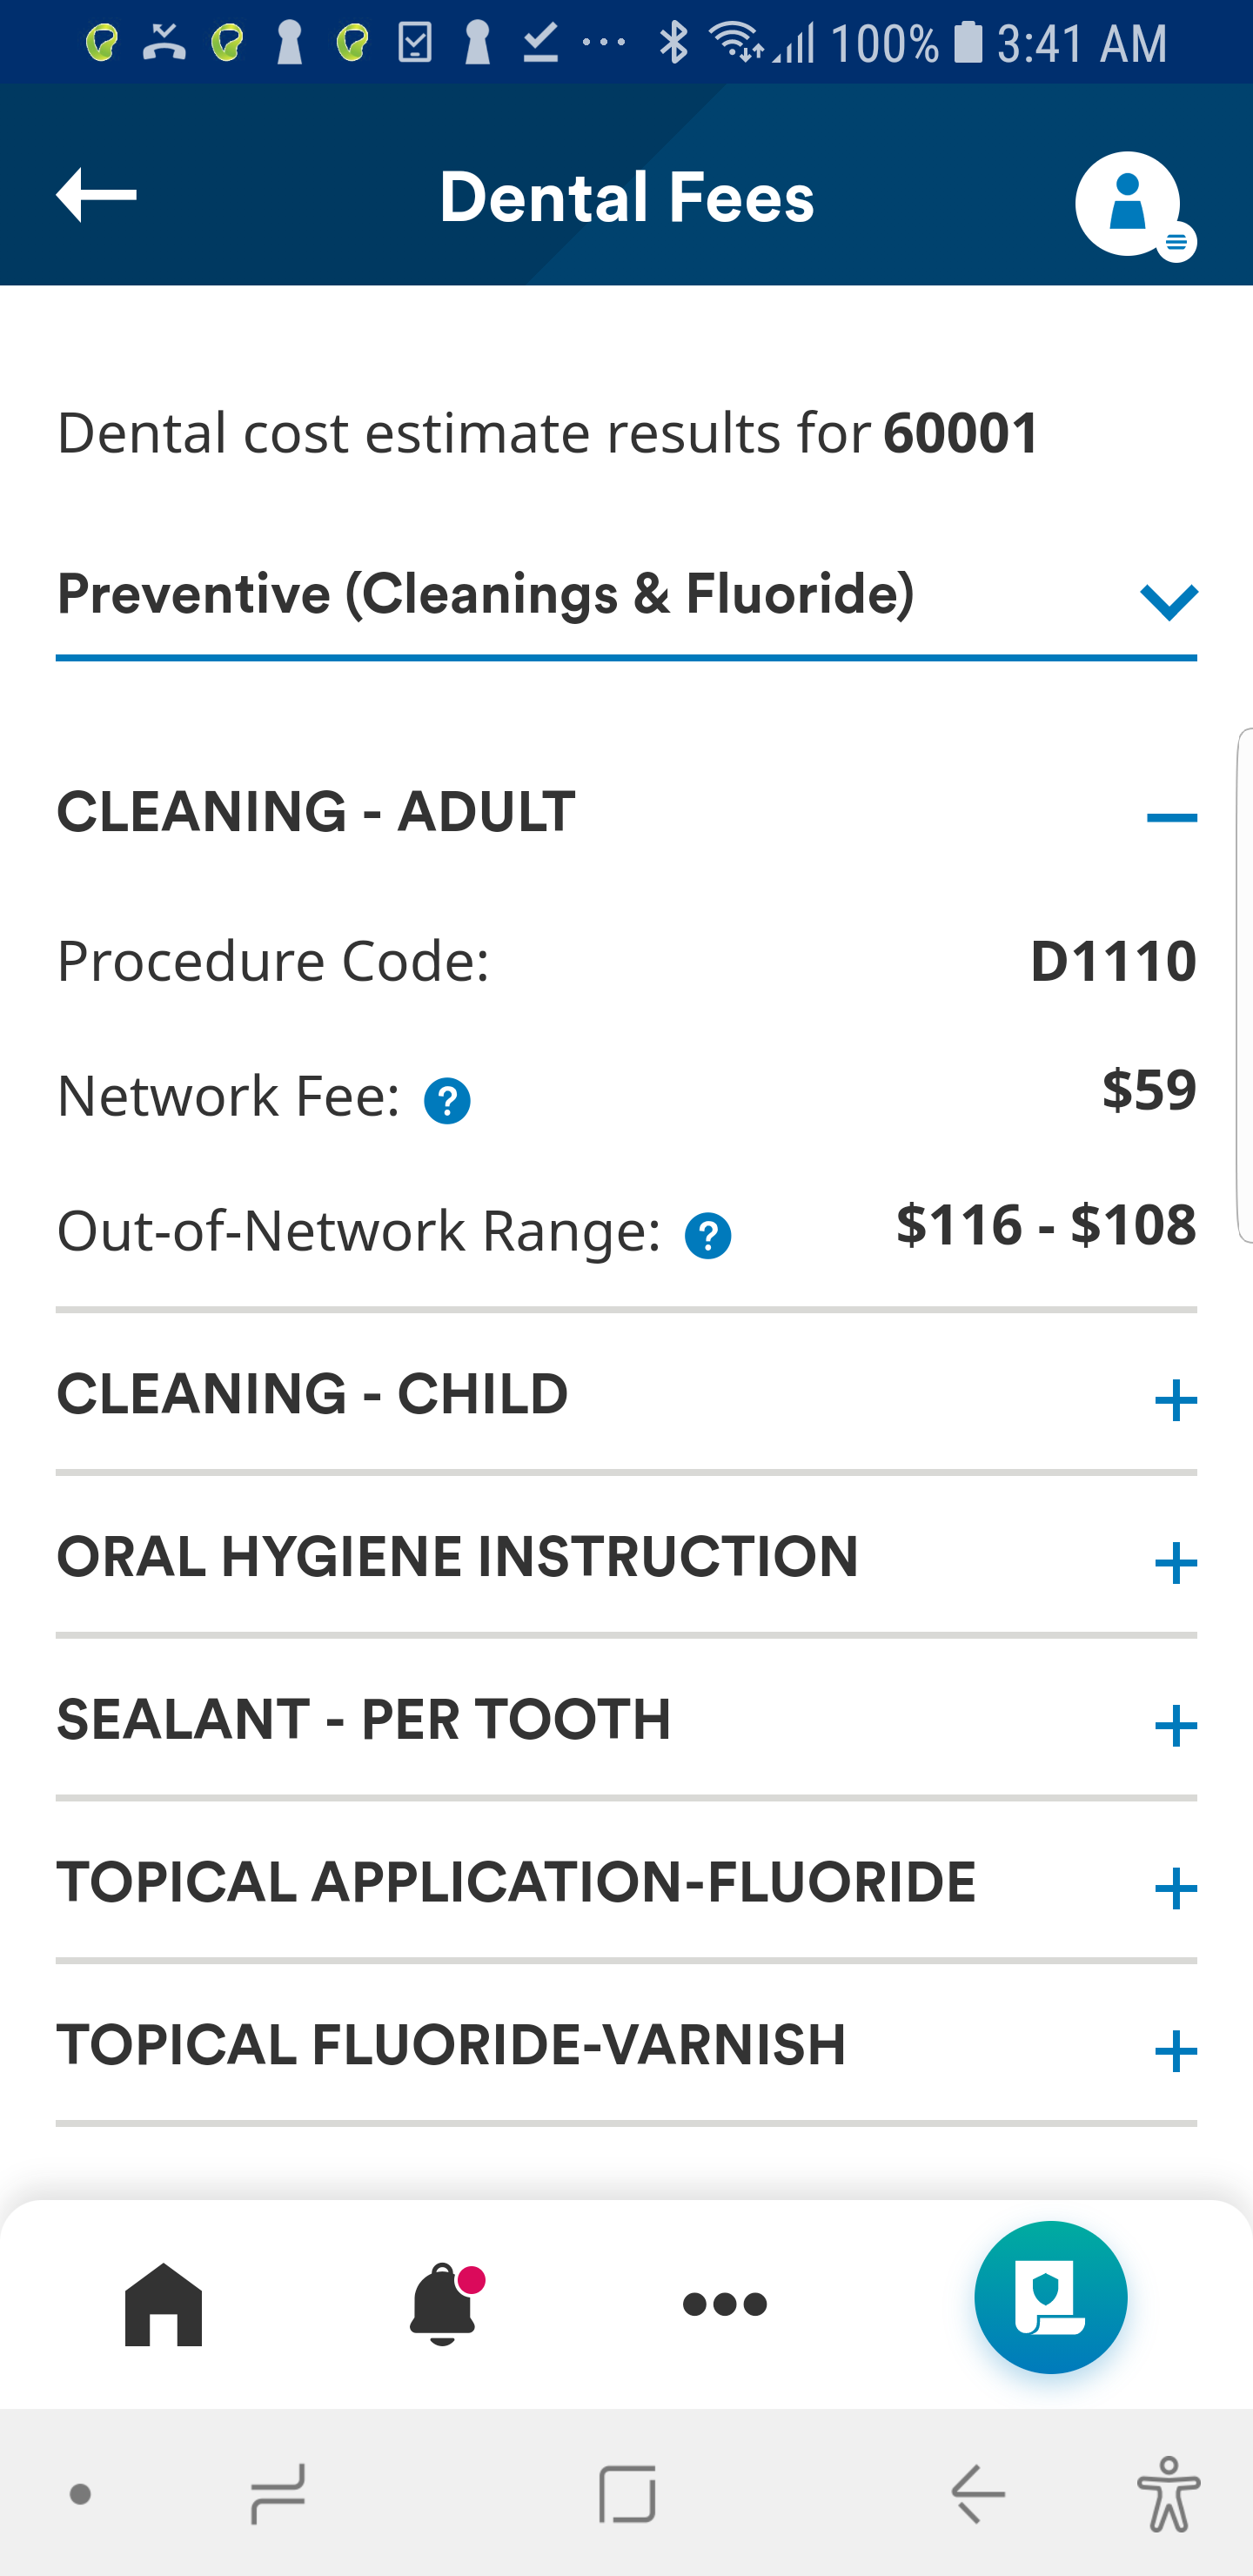 100% 3:41 AM
Dental Fees
Dental cost estimate results for 60001
Preventive (Cleanings & Fluoride)
CLEANING - ADULT
Procedure Code: D1110
Network Fee: ? $59
Out-of-Network Range: ? $116 - $108
CLEANING - CHILD
ORAL HYGIENE INSTRUCTION
SEALANT - PER TOOTH
TOPICAL APPLICATION-FLUORIDE
TOPICAL FLUORIDE-VARNISH